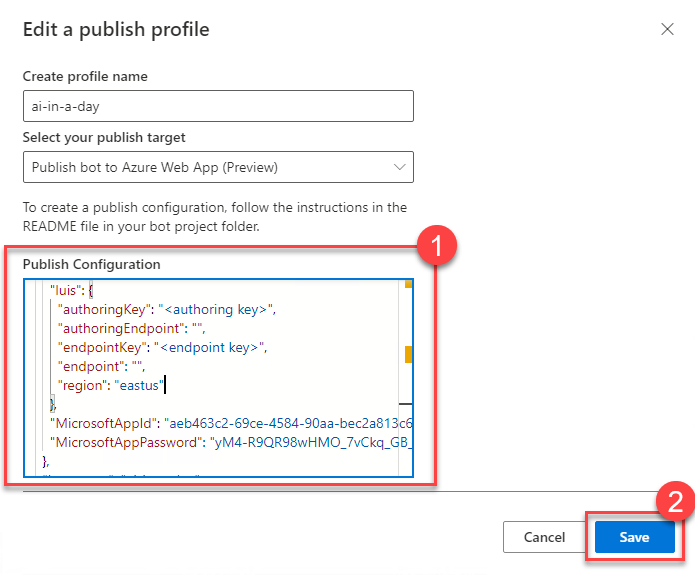 Edit a publish profile
Create profile name
ai-in-a-day
Select your publish target
Publish bot to Azure Web App (Preview)
To create a publish configuration, follow the instructions in the
README file in your bot project folder.
1
Publish Configuration
"luis": {
"authoringKey": "<authoring key>",
"authoringEndpoint": "",
"endpointKey": "<endpoint key>",
"endpoint": "",
"region": "eastus"
},
"MicrosoftAppId": "aeb463c2-69ce-4584-90aa-bec2a813c6
"MicrosoftAppPassword": "yM4-R9QR98wHMO_7vCkq_GB_
},
2
Cancel
Save